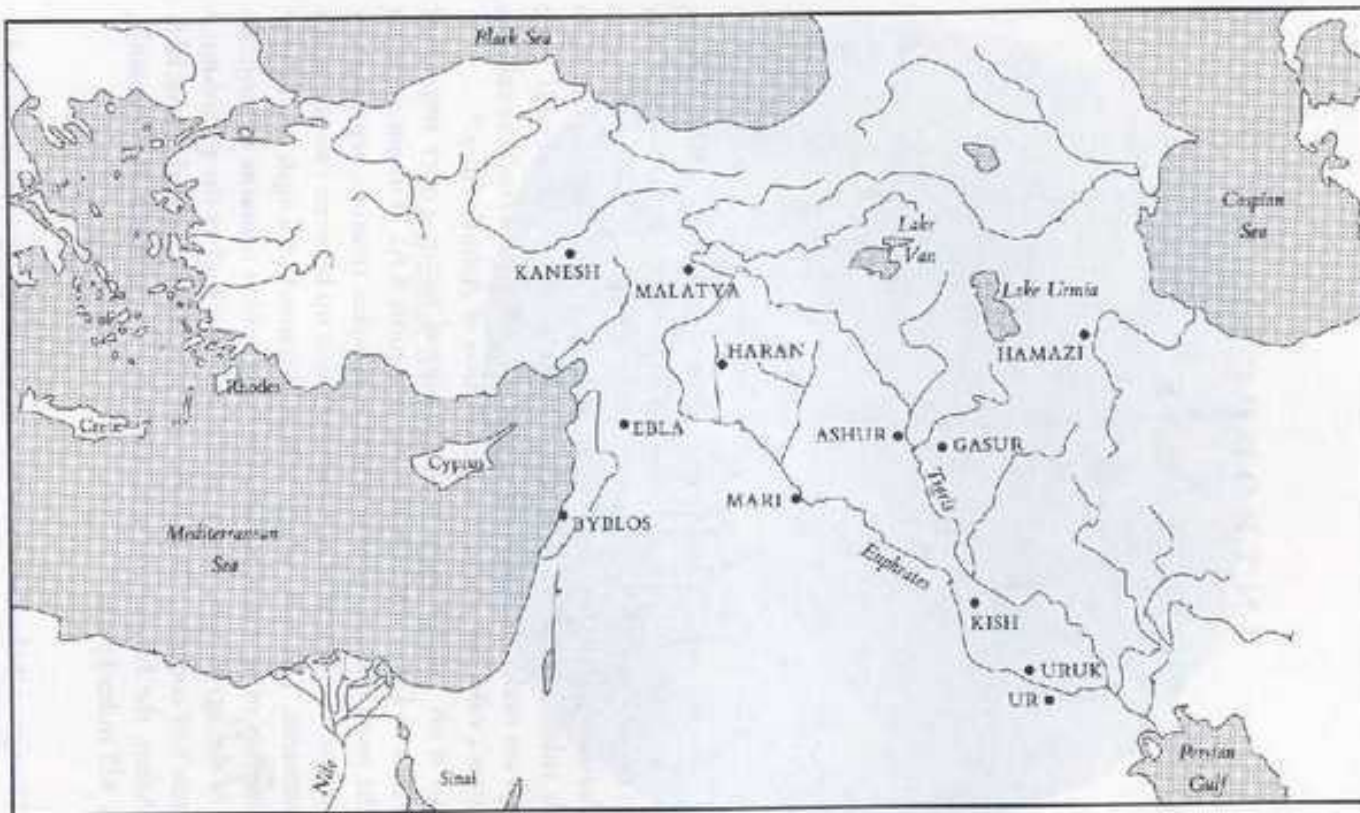 Black Sea
Caspian
Sea
Lake
Van
KANESH
MALATYA
Lake Urmia
HAMAZI
HARAN
Rhodes
Crete
EBLA
ASHUR
GASUR
Cyprus
Tigris
MARI
BYBLOS
Mediterranean
Sea
Euphrates
KISH
URUK
UR
Persian
Gulf
Nile
Sinai